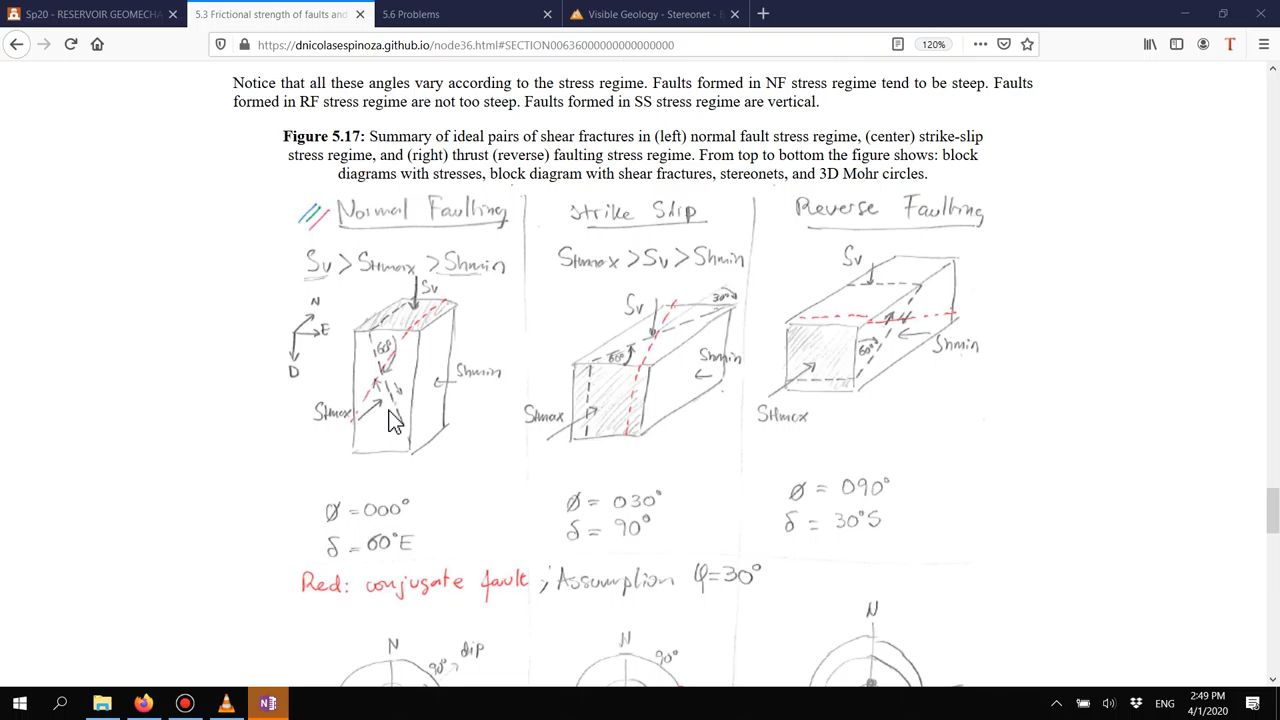 Sp20 - RESERVOIR GEOMECHA
5.3 Frictional strength of faults and
5.6 Problems
Visible Geology - Stereonet - 
https://dnicolasespinoza.github.io/node36.html#SECTION00636000000000000000
120%
Notice that all these angles vary according to the stress regime. Faults formed in NF stress regime tend to be steep. Faults
formed in RF stress regime are not too steep. Faults formed in SS stress regime are vertical.
Figure 5.17: Summary of ideal pairs of shear fractures in (left) normal fault stress regime, (center) strike-slip
stress regime, and (right) thrust (reverse) faulting stress regime. From top to bottom the figure shows: block
diagrams with stresses, block diagram with shear fractures, stereonets, and 3D Mohr circles.
Normal Faulting
Strike Slip
Reverse Faulting
Sv > SHmax > Shmin
SHmax > Sv > Shmin
Sv
Sv
Sv
30°
N
E
D
60°
60°
60°
Shmin
Shmin
Shmin
SHmax
SHmax
SHmax
Ø = 000°
Ø = 030°
Ø = 090°
δ = 60°E
δ = 90°
δ = 30°S
Red: conjugate fault ; Assumption φ=30°
N
N
N
90°
dip
90°
ENG
2:49 PM
4/1/2020